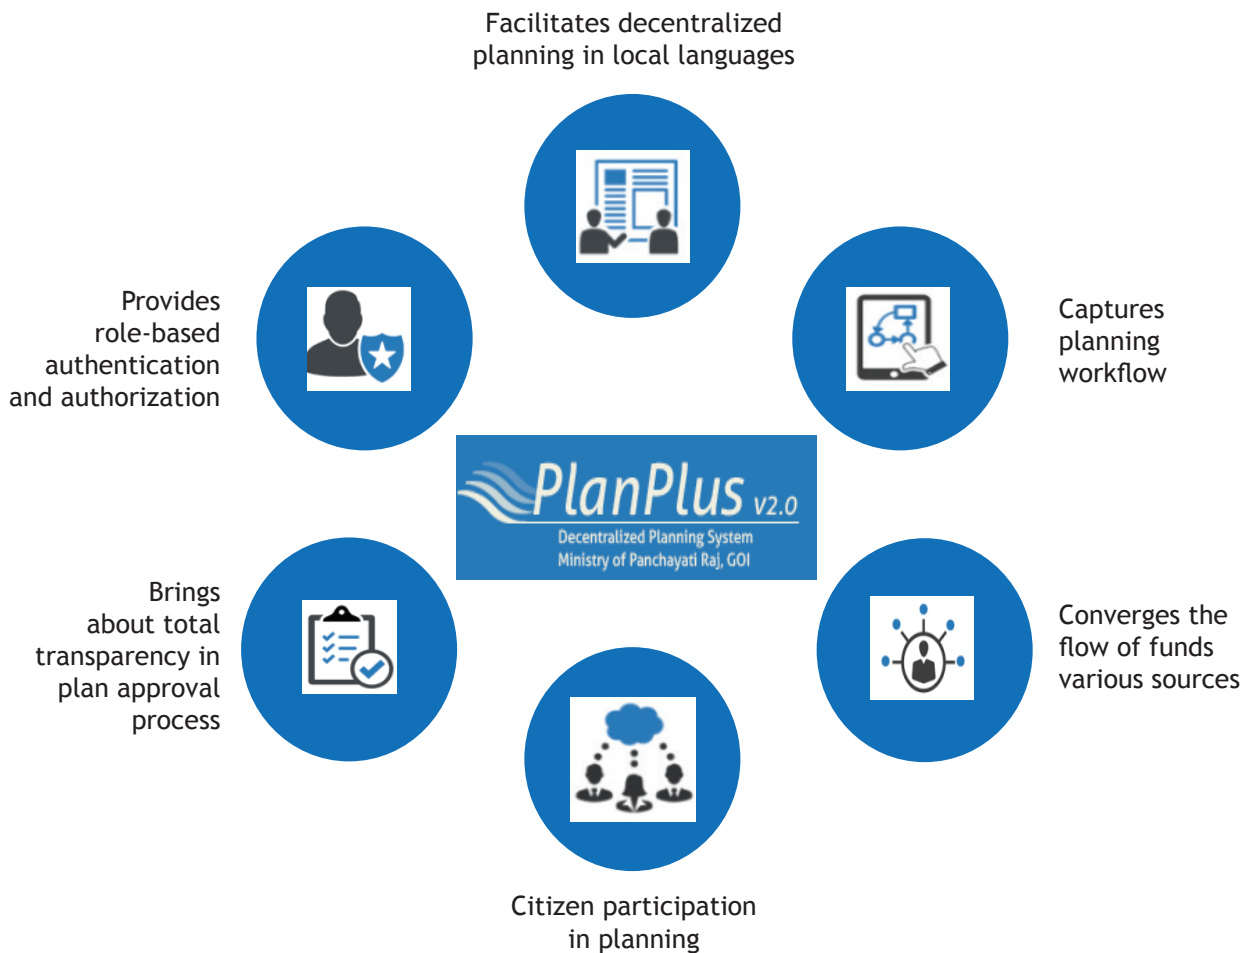 Facilitates decentralized
planning in local languages
Provides
role-based
authentication
and authorization
Captures
planning
workflow
PlanPlus v2.0
Decentralized Planning System
Ministry of Panchayati Raj, GOI
Brings
about total
transparency in
plan approval
process
Converges the
flow of funds
various sources
Citizen participation
in planning